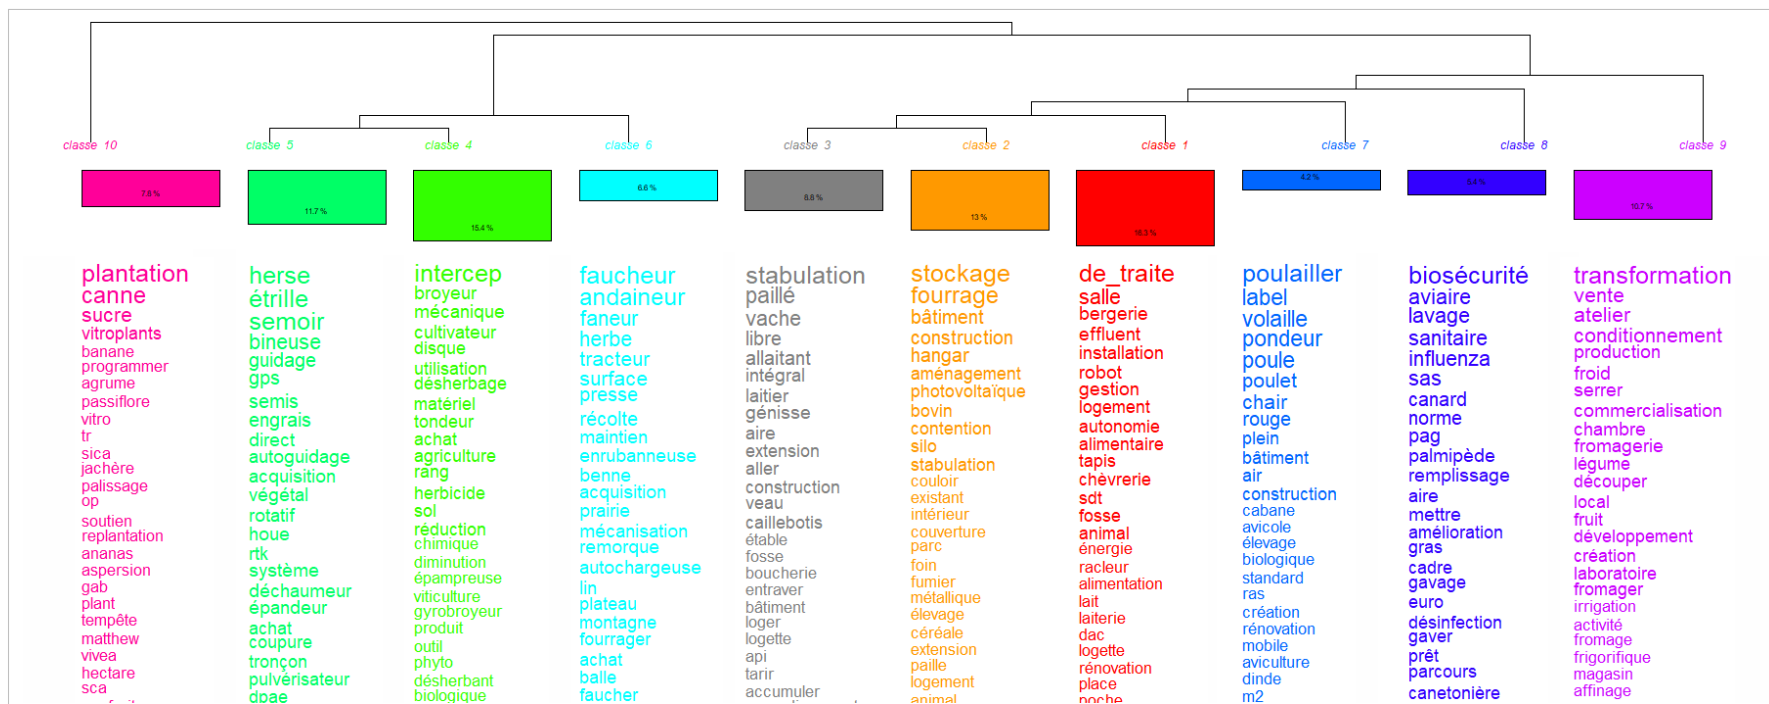 classe 10
classe 5
classe 4
classe 6
classe 3
classe 2
classe 1
classe 7
classe 8
classe 9
7.8 %
11.7 %
15.4 %
6.6 %
8.8 %
13 %
16.3 %
4.2 %
5.4 %
10.7 %
plantation
canne
sucre
vitroplants
banane
programmer
agrume
passiflore
vitro
tr
sica
jachère
palissage
op
soutien
replantation
ananas
aspersion
gab
plant
tempête
matthew
vivea
hectare
sca
herse
étrille
semoir
bineuse
guidage
gps
semis
engrais
direct
autoguidage
acquisition
végétal
rotatif
houe
rtk
système
déchaumeur
épandeur
achat
coupure
tronçon
pulvérisateur
dpae
intercep
broyeur
mécanique
cultivateur
disque
utilisation
désherbage
matériel
tondeur
achat
agriculture
rang
herbicide
sol
réduction
chimique
diminution
épampreuse
viticulture
gyrobroyeur
produit
outil
phyto
désherbant
biologique
faucheur
andaineur
faneur
herbe
tracteur
surface
presse
récolte
maintien
enrubanneuse
benne
acquisition
prairie
mécanisation
remorque
autochargeuse
lin
plateau
montagne
fourrager
achat
balle
faucher
stabulation
paillé
vache
libre
allaitant
intégral
laitier
génisse
aire
extension
aller
construction
veau
caillebotis
étable
fosse
boucherie
entraver
bâtiment
loger
logette
api
tarir
accumuler
stockage
fourrage
bâtiment
construction
hangar
aménagement
photovoltaïque
bovin
contention
silo
stabulation
couloir
existant
intérieur
couverture
parc
foin
fumier
métallique
élevage
céréale
extension
paille
logement
animal
de_traite
salle
bergerie
effluent
installation
robot
gestion
logement
autonomie
alimentaire
tapis
chèvrerie
sdt
fosse
animal
énergie
racleur
alimentation
lait
laiterie
dac
logette
rénovation
place
poche
poulailler
label
volaille
pondeur
poule
poulet
chair
rouge
plein
bâtiment
air
construction
cabane
avicole
élevage
biologique
standard
ras
création
rénovation
mobile
aviculture
dinde
m2
biosécurité
aviaire
lavage
sanitaire
influenza
sas
canard
norme
pag
palmipède
remplissage
aire
mettre
amélioration
gras
cadre
gavage
euro
désinfection
gaver
prêt
parcours
canetonière
transformation
vente
atelier
conditionnement
production
froid
serrer
commercialisation
chambre
fromagerie
légume
découper
local
fruit
développement
création
laboratoire
fromager
irrigation
activité
fromage
frigorifique
magasin
affinage